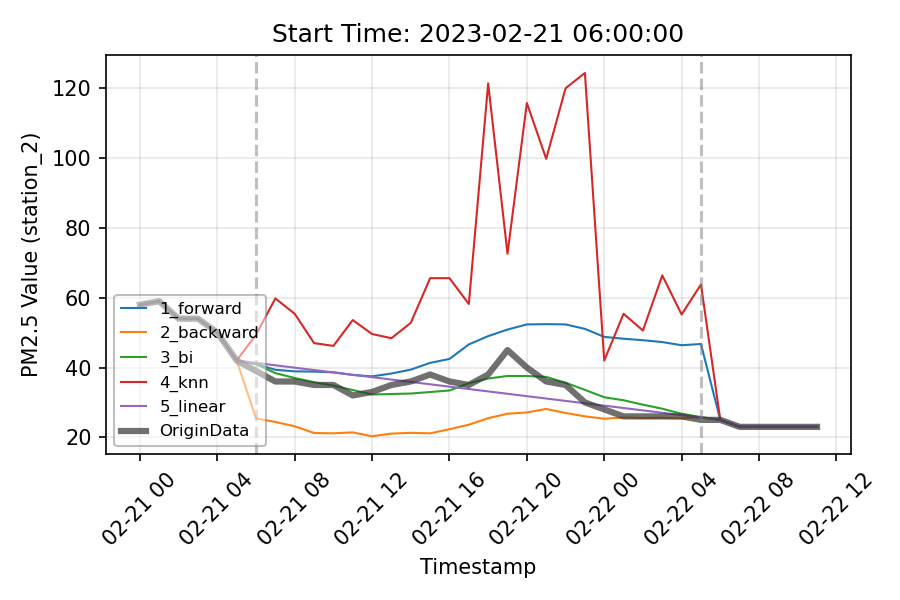 Start Time: 2023-02-21 06:00:00
PM2.5 Value (station_2)
120
100
80
60
40
20
1_forward
2_backward
3_bi
4_knn
5_linear
OriginData
02-21 00
02-21 04
02-21 08
02-21 12
02-21 16
02-21 20
02-22 00
02-22 04
02-22 08
02-22 12
Timestamp